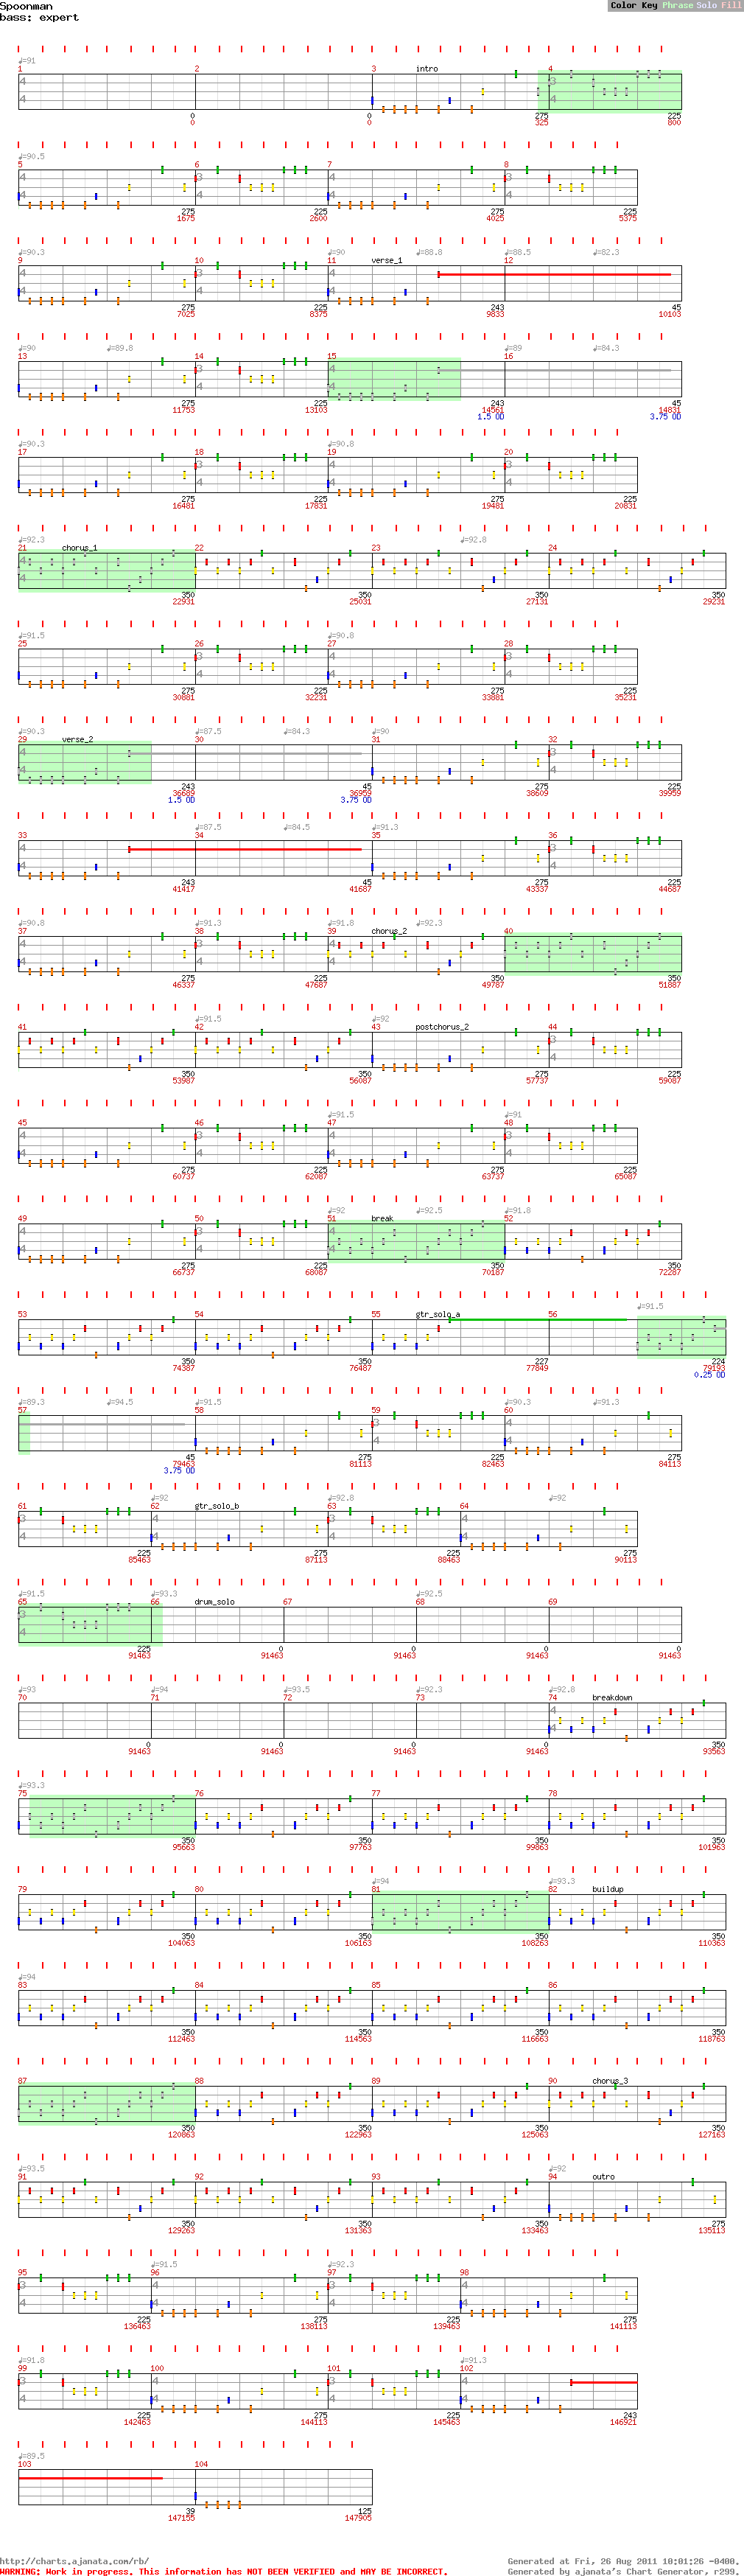 Spoonman
bass: expert
Color Key Phrase Solo Fill
♩=91
1 2 3 intro 4
0 0 275 225
0 0 325 800
♩=90.5
5 6 7 8
275 225 275 225
1675 2600 4025 5375
♩=90.3 ♩=90 ♩=88.8 ♩=88.5 ♩=82.3
9 10 11 verse_1 12
275 225 243 45
7025 8375 9833 10103
♩=90 ♩=89.8 ♩=89 ♩=84.3
13 14 15 16
275 225 243 45
11753 13103 14561 14831
1.5 OD 3.75 OD
♩=90.3 ♩=90.8
17 18 19 20
275 225 275 225
16481 17831 19481 20831
♩=92.3 ♩=92.8
21 chorus_1 22 23 24
350 350 350 350
22931 25031 27131 29231
♩=91.5 ♩=90.8
25 26 27 28
275 225 275 225
30881 32231 33881 35231
♩=90.3 ♩=87.5 ♩=84.3 ♩=90
29 verse_2 30 31 32
243 45 275 225
36689 36959 38609 39959
1.5 OD 3.75 OD
♩=87.5 ♩=84.5 ♩=91.3
33 34 35 36
243 45 275 225
41417 41687 43337 44687
♩=90.8 ♩=91.3 ♩=91.8 ♩=92.3
37 38 39 chorus_2 40
275 225 350 350
46337 47687 49787 51887
♩=91.5 ♩=92
41 42 43 postchorus_2 44
350 350 275 225
53987 56087 57737 59087
♩=91.5 ♩=91
45 46 47 48
275 225 275 225
60737 62087 63737 65087
♩=92 ♩=92.5 ♩=91.8
49 50 51 break 52
275 225 350 350
66737 68087 70187 72287
♩=91.5
53 54 55 gtr_solo_a 56
350 350 227 224
74387 76487 77849 79193
0.25 OD
♩=89.3 ♩=94.5 ♩=91.5 ♩=90.3 ♩=91.3
57 58 59 60
45 275 225 275
79463 81113 82463 84113
3.75 OD
♩=92 ♩=92.8 ♩=92
61 62 gtr_solo_b 63 64
225 275 225 275
85463 87113 88463 90113
♩=91.5 ♩=93.3 ♩=92.5
65 66 drum_solo 67 68 69
225 0 0 0 0
91463 91463 91463 91463 91463
♩=93 ♩=94 ♩=93.5 ♩=92.3 ♩=92.8
70 71 72 73 74 breakdown
0 0 0 0 350
91463 91463 91463 91463 93563
♩=93.3
75 76 77 78
350 350 350 350
95663 97763 99863 101963
♩=94 ♩=93.3
79 80 81 82 buildup
350 350 350 350
104063 106163 108263 110363
♩=94
83 84 85 86
350 350 350 350
112463 114563 116663 118763
87 88 89 90 chorus_3
350 350 350 350
120863 122963 125063 127163
♩=93.5 ♩=92
91 92 93 94 outro
350 350 350 275
129263 131363 133463 135113
♩=91.5 ♩=92.3
95 96 97 98
225 275 225 275
136463 138113 139463 141113
♩=91.8 ♩=91.3
99 100 101 102
225 275 225 243
142463 144113 145463 146921
♩=89.5
103 104
39 125
147155 147905
http://charts.ajanata.com/rb/ Generated at Fri, 26 Aug 2011 10:01:26 -0400.
WARNING: Work in progress. This information has NOT BEEN VERIFIED and MAY BE INCORRECT. Generated by ajanata's Chart Generator, r299.